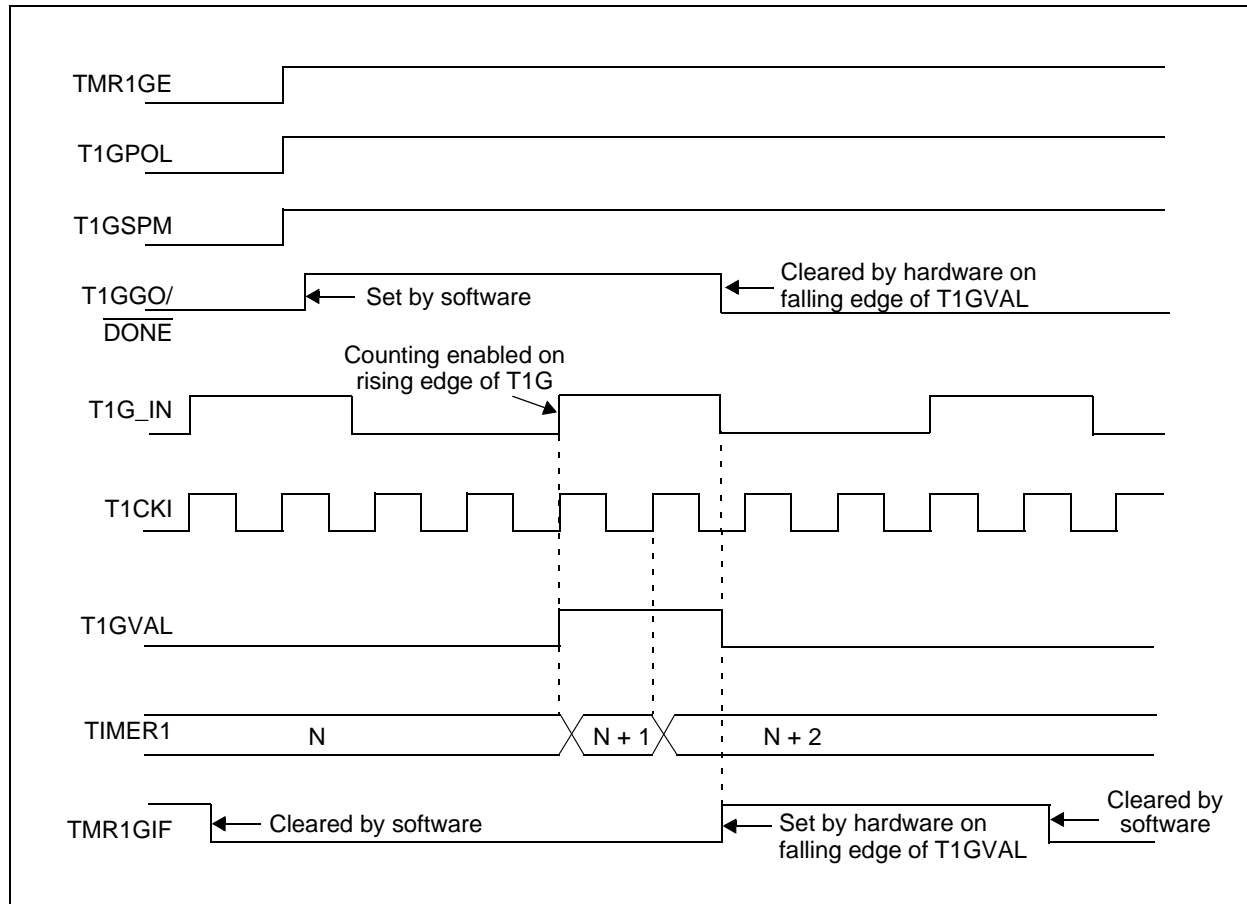 TMR1GE
T1GPOL
T1GSPM
T1GGO/
DONE
Set by software
Cleared by hardware on
falling edge of T1GVAL
Counting enabled on
rising edge of T1G
T1G_IN
T1CKI
T1GVAL
TIMER1
N
N + 1
N + 2
TMR1GIF
Cleared by software
Set by hardware on
falling edge of T1GVAL
Cleared by
software